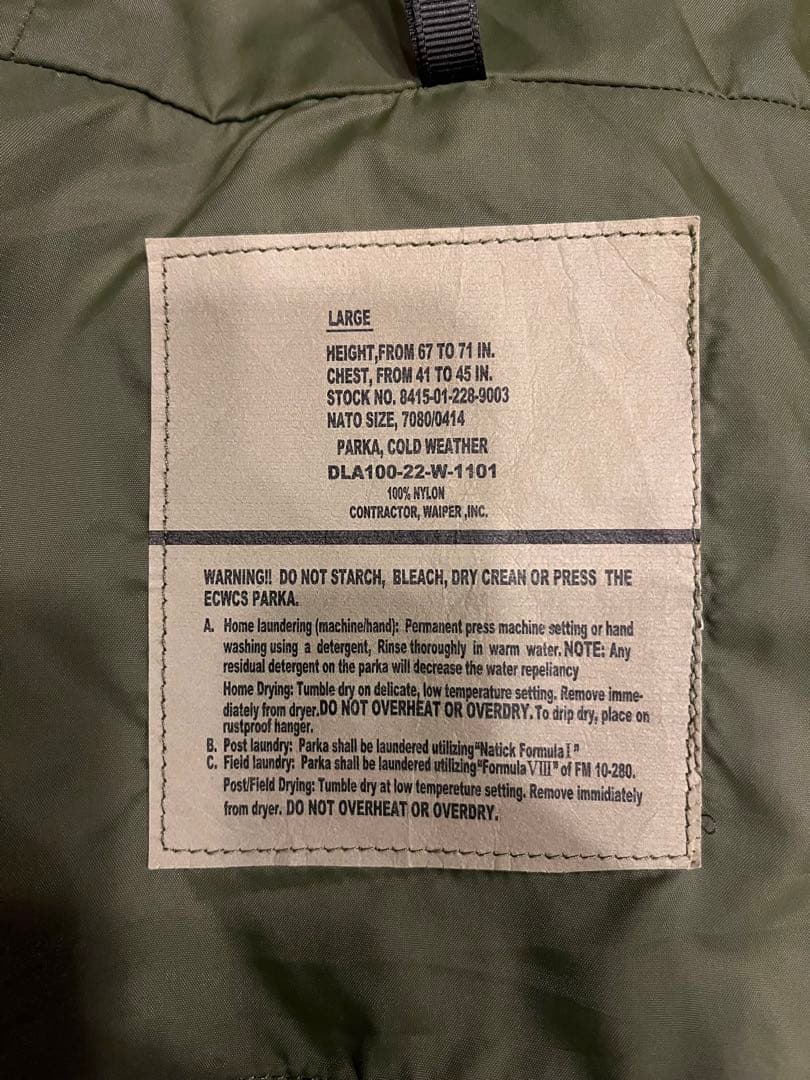 LARGE
HEIGHT,FROM 67 TO 71 IN.
CHEST, FROM 41 TO 45 IN.
STOCK NO. 8415-01-228-9003
NATO SIZE, 7080/0414
PARKA, COLD WEATHER
DLA100-22-W-1101
100% NYLON
CONTRACTOR, WAIPER ,INC.
WARNING!! DO NOT STARCH, BLEACH, DRY CREAN OR PRESS THE
ECWCS PARKA.
A. Home laundering (machine/hand): Permanent press machine setting or hand
washing using a detergent, Rinse thoroughly in warm water. NOTE: Any
residual detergent on the parka will decrease the water repeliancy
Home Drying: Tumble dry on delicate, low temperature setting. Remove imme-
diately from dryer.DO NOT OVERHEAT OR OVERDRY. To drip dry, place on
rustproof hanger.
B. Post laundry: Parka shall be laundered utilizing"Natick Formula I"
C. Field laundry: Parka shall be laundered utilizing"Formula VIII" of FM 10-280.
Post/Field Drying: Tumble dry at low tempereture setting. Remove immidiately
from dryer. DO NOT OVERHEAT OR OVERDRY.